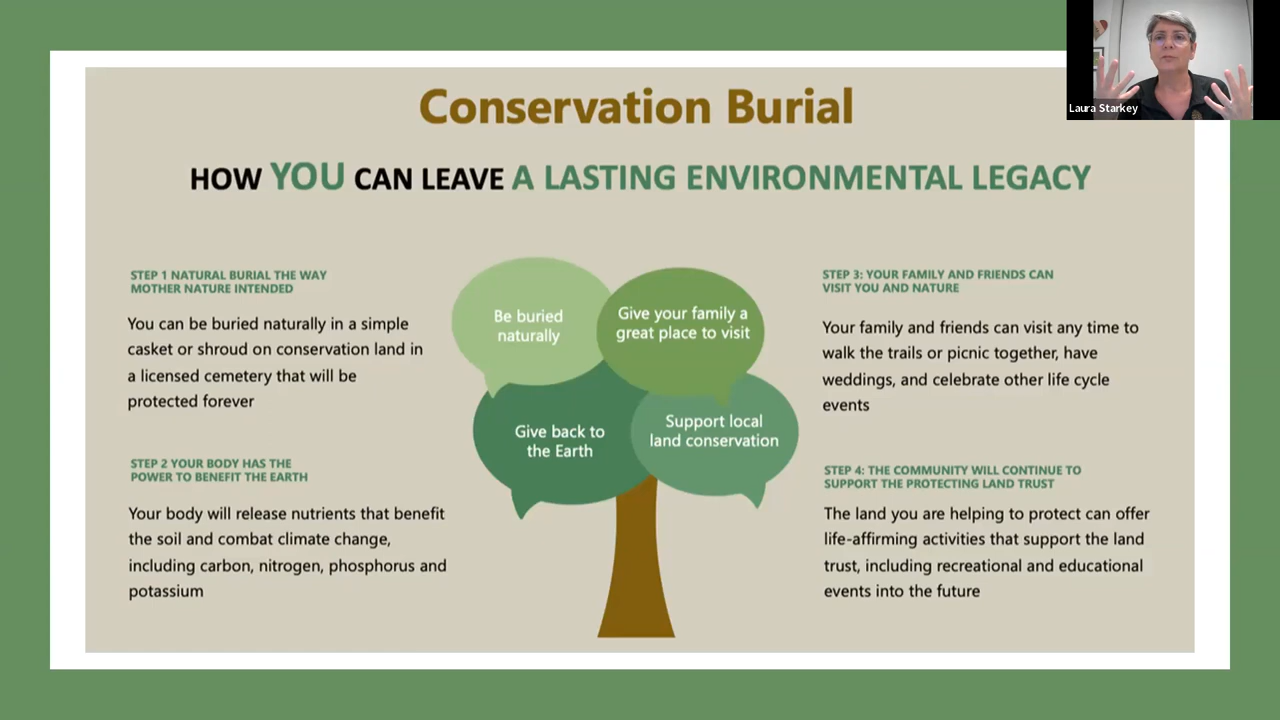 Conservation Burial
HOW YOU CAN LEAVE A LASTING ENVIRONMENTAL LEGACY
STEP 1 NATURAL BURIAL THE WAY
MOTHER NATURE INTENDED
You can be buried naturally in a simple
casket or shroud on conservation land in
a licensed cemetery that will be
protected forever
STEP 2 YOUR BODY HAS THE
POWER TO BENEFIT THE EARTH
Your body will release nutrients that benefit
the soil and combat climate change,
including carbon, nitrogen, phosphorus and
potassium
Be buried
naturally
Give your family a
great place to visit
Give back to
the Earth
Support local
land conservation
STEP 3: YOUR FAMILY AND FRIENDS CAN
VISIT YOU AND NATURE
Your family and friends can visit any time to
walk the trails or picnic together, have
weddings, and celebrate other life cycle
events
STEP 4: THE COMMUNITY WILL CONTINUE TO
SUPPORT THE PROTECTING LAND TRUST
The land you are helping to protect can offer
life-affirming activities that support the land
trust, including recreational and educational
events into the future
Laura Starkey